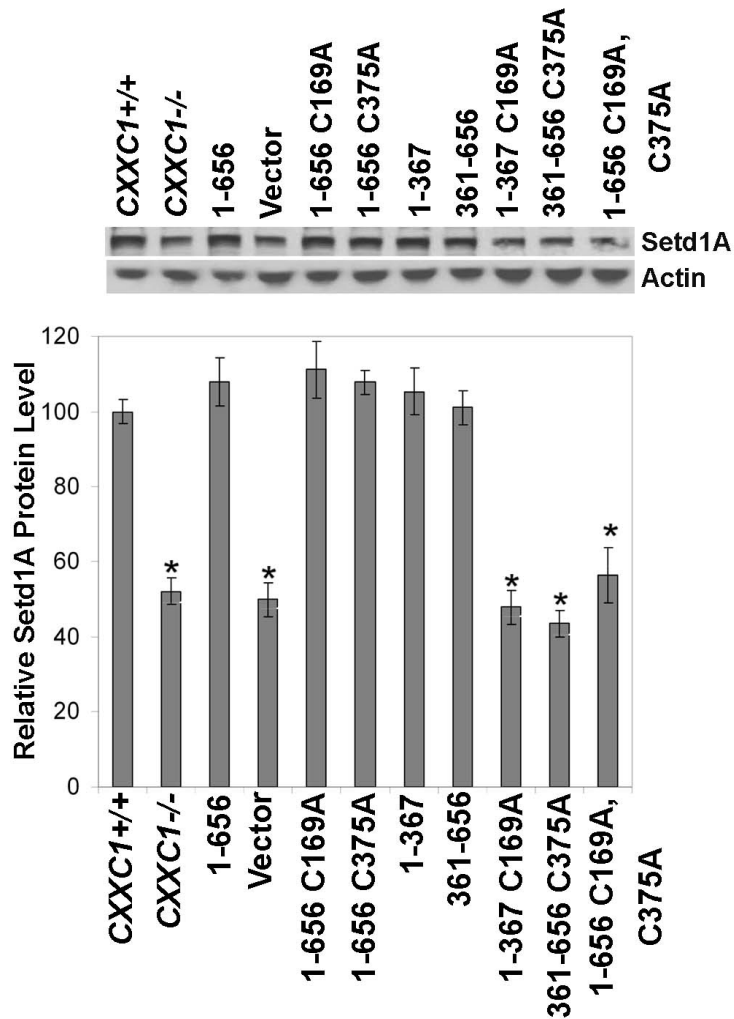 CXXC1+/+
CXXC1-/-
1-656
Vector
1-656 C169A
1-656 C375A
1-367
361-656
1-367 C169A
361-656 C375A
1-656 C169A,
C375A
Setd1A
Actin
Relative Setd1A Protein Level
120
100
80
60
40
20
0
*
*
*
*
*
CXXC1+/+
CXXC1-/-
1-656
Vector
1-656 C169A
1-656 C375A
1-367
361-656
1-367 C169A
361-656 C375A
1-656 C169A,
C375A